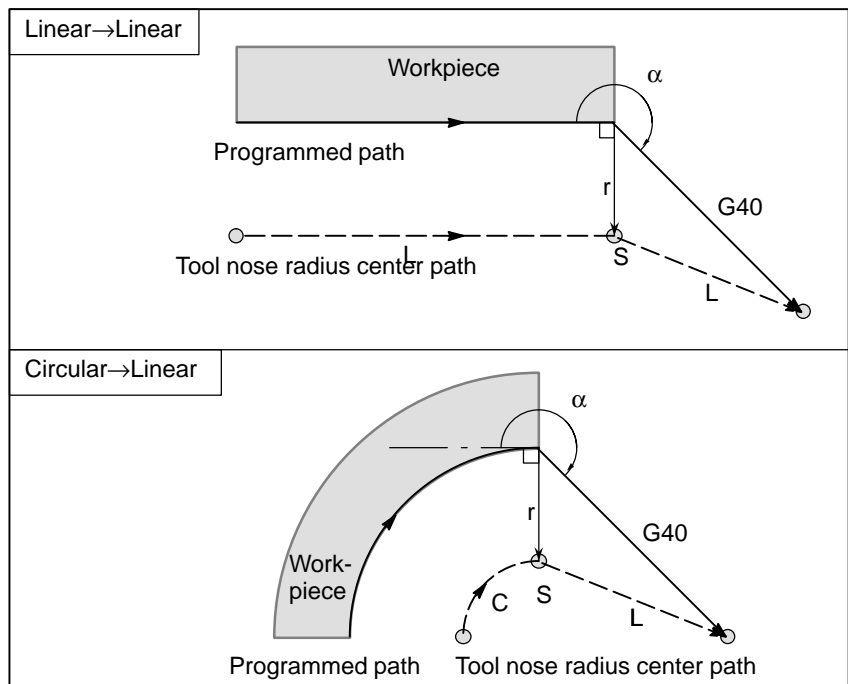 Linear→Linear
Workpiece
α
Programmed path
r
G40
L
S
Tool nose radius center path
L
Circular→Linear
α
r
G40
Work-
piece
C
S
L
Programmed path
Tool nose radius center path